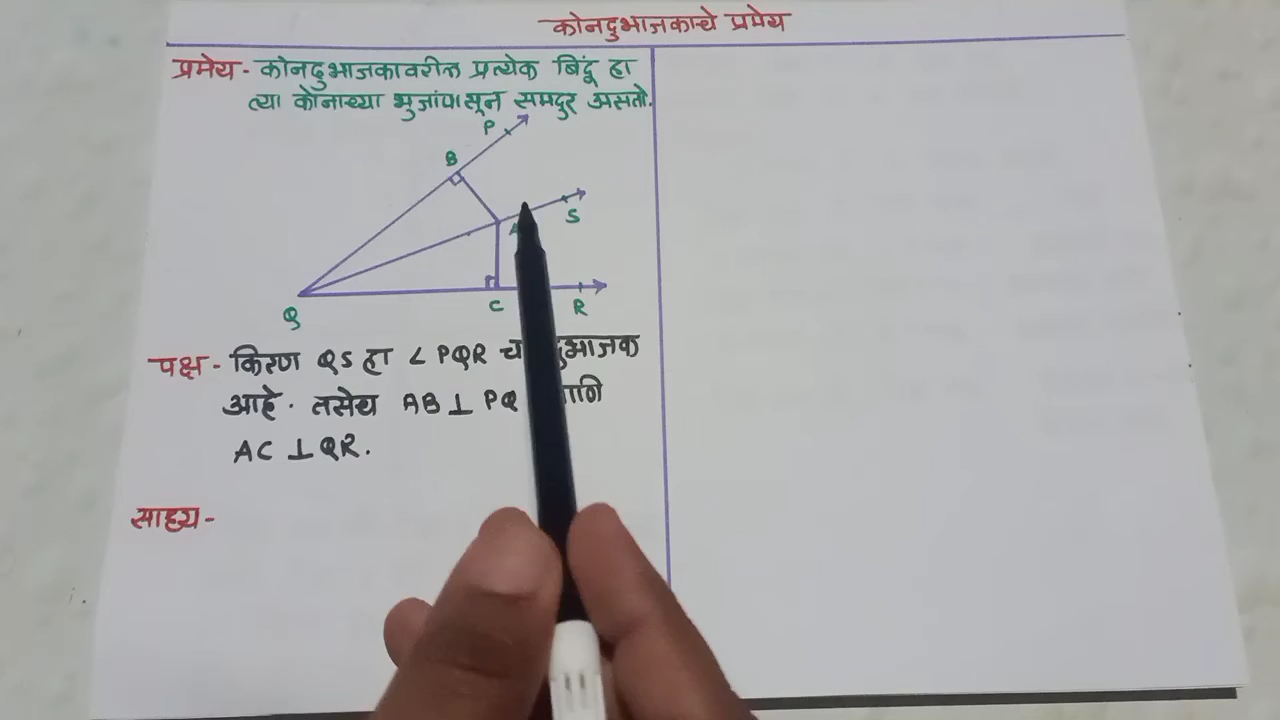 कोनदुभाजकाचे प्रमेय
प्रमेय - कोनदुभाजकावरील प्रत्येक बिंदू हा
त्या कोनाच्या भुजांपासून समदुर असतो.
P
B
S
A
Q
C
R
पक्ष - किरण QS हा ∠ PQR च दुभाजक
आहे. तसेच AB ⊥ PQ
AC ⊥ QR.
साध्य -